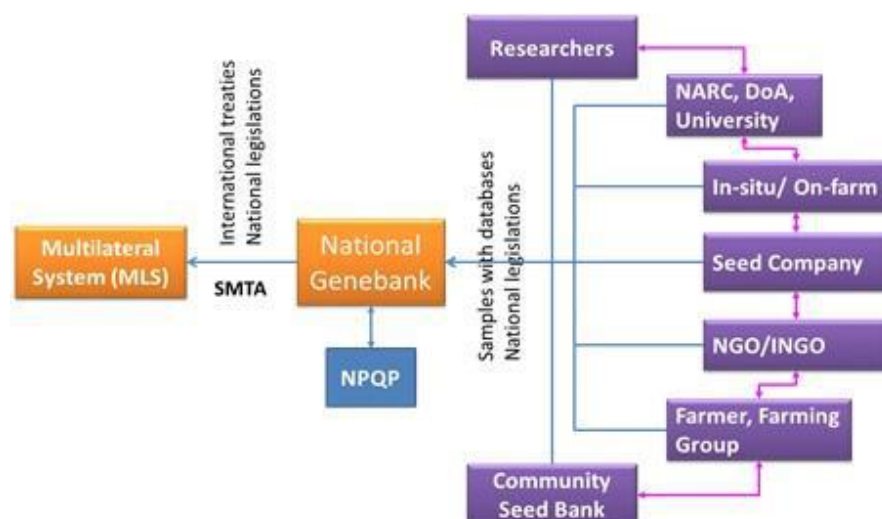 Researchers
NARC, DoA,
University
In-situ/ On-farm
Seed Company
NGO/INGO
Farmer, Farming
Group
Community
Seed Bank
Samples with databases
National legislations
National
Genebank
NPQP
International treaties
National legislations
SMTA
Multilateral
System (MLS)